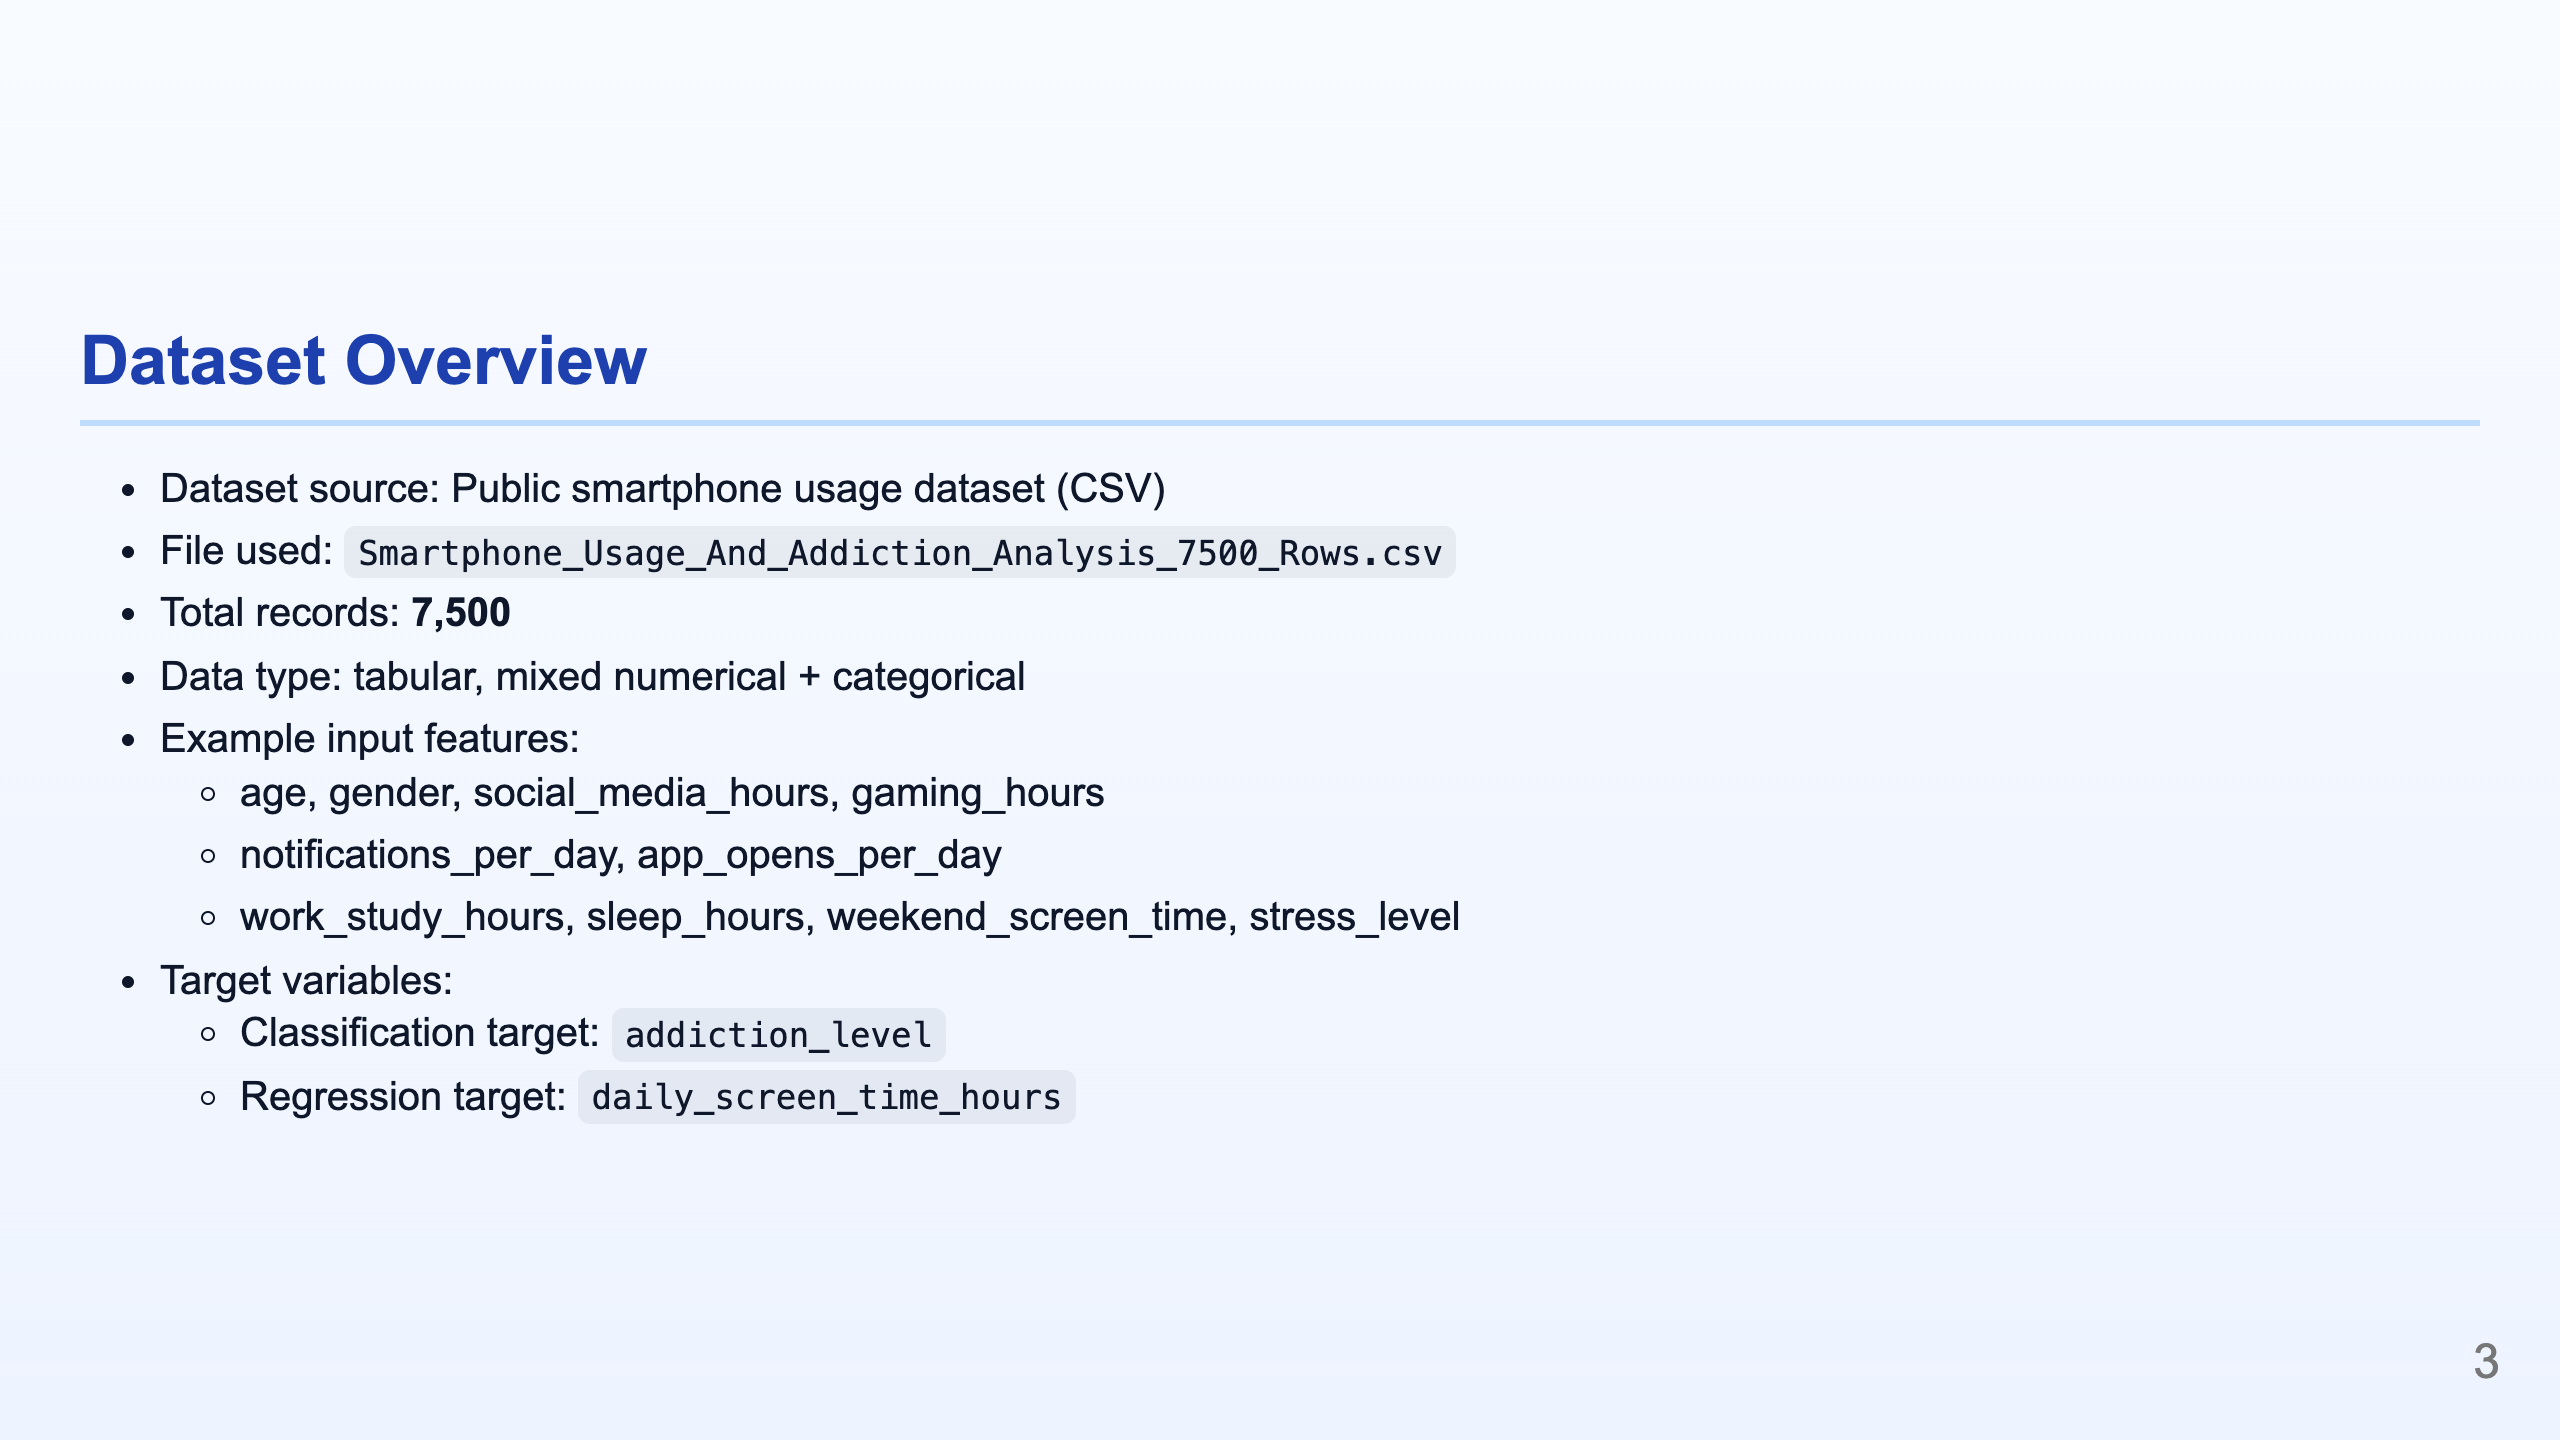 Dataset Overview
• Dataset source: Public smartphone usage dataset (CSV)
• File used: Smartphone_Usage_And_Addiction_Analysis_7500_Rows.csv
• Total records: 7,500
• Data type: tabular, mixed numerical + categorical
• Example input features:
◦ age, gender, social_media_hours, gaming_hours
◦ notifications_per_day, app_opens_per_day
◦ work_study_hours, sleep_hours, weekend_screen_time, stress_level
• Target variables:
◦ Classification target: addiction_level
◦ Regression target: daily_screen_time_hours
3